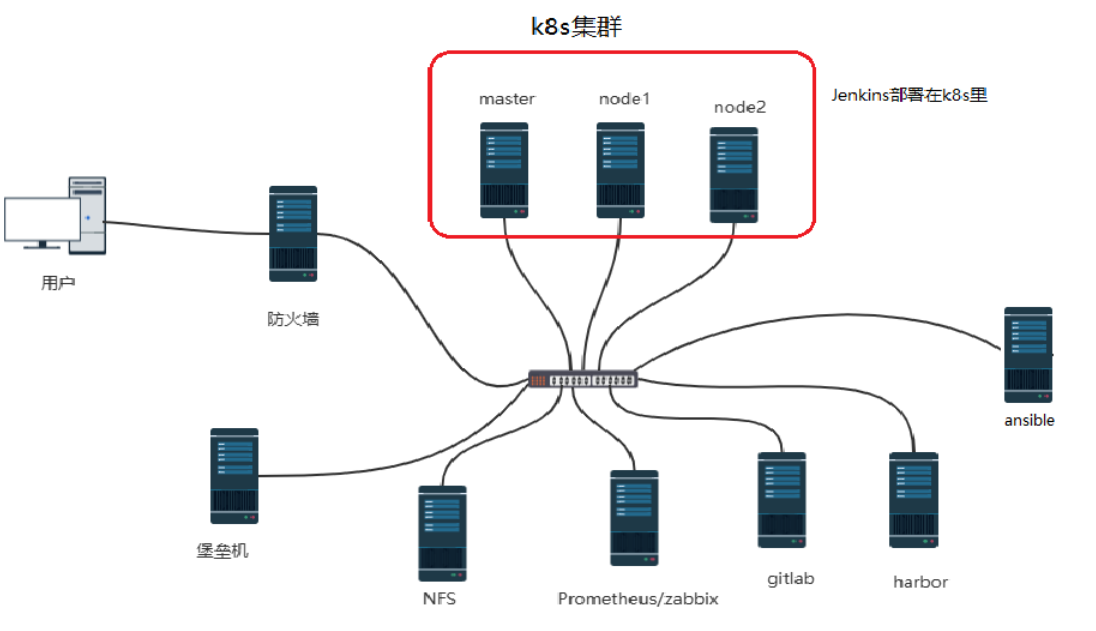 k8s集群
master
node1
node2
Jenkins部署在k8s里
用户
防火墙
ansible
堡垒机
NFS
Prometheus/zabbix
gitlab
harbor